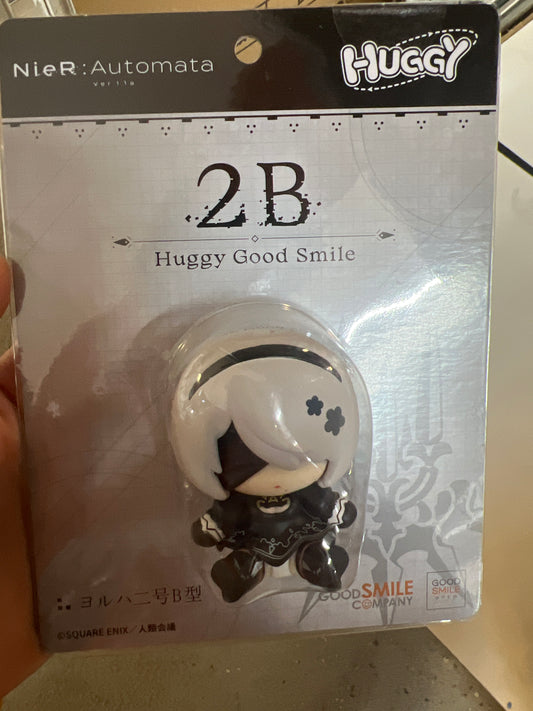 NieR:Automata
Ver1.1a
HUGGY
2B
Huggy Good Smile
ヨルハ二号B型
©SQUARE ENIX／人類会議
GOOD SMILE
COMPANY
GOOD
SMILE